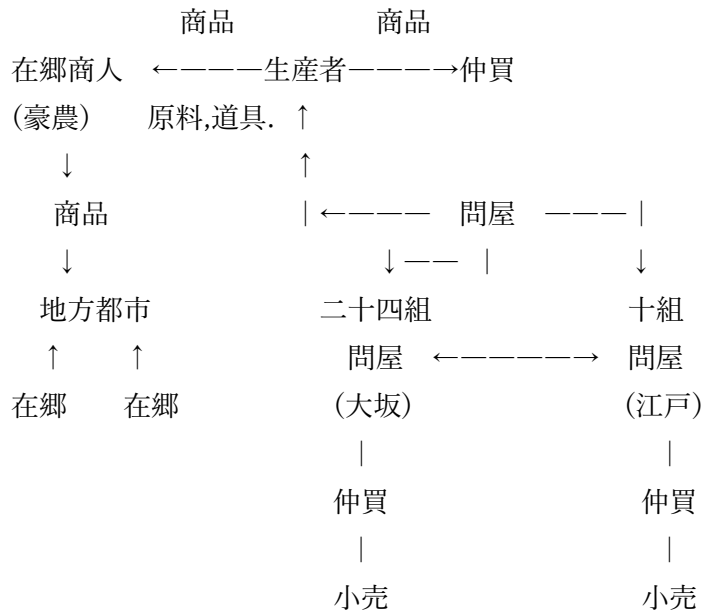 商品 商品
在郷商人 ←―――生産者―――→仲買
(豪農) 原料,道具. ↑
↓ ↑
商品 |←――― 問屋 ―――|
↓ ↓―― | ↓
地方都市 二十四組 十組
↑ ↑ 問屋 ←――――→ 問屋
在郷 在郷 (大坂) (江戸)
| |
仲買 仲買
| |
小売 小売